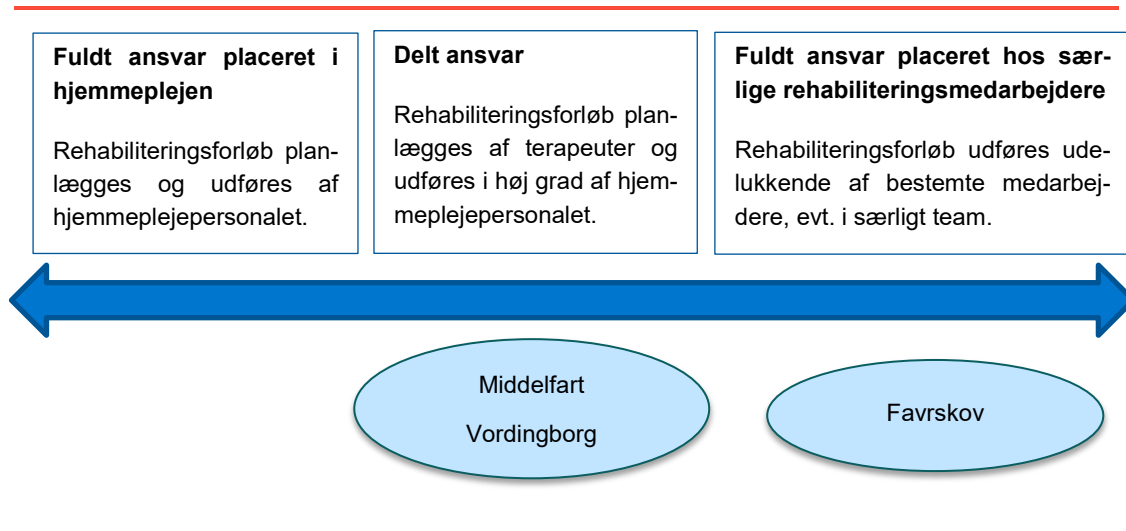 Fuldt ansvar placeret i
hjemmeplejen
Rehabiliteringsforløb plan-
lægges og udføres af
hjemmeplejepersonalet.
Delt ansvar
Rehabiliteringsforløb plan-
lægges af terapeuter og
udføres i høj grad af hjem-
meplejepersonalet.
Fuldt ansvar placeret hos sær-
lige rehabiliteringsmedarbejdere
Rehabiliteringsforløb udføres ude-
lukkende af bestemte medarbej-
dere, evt. i særligt team.
Middelfart
Vordingborg
Favrskov